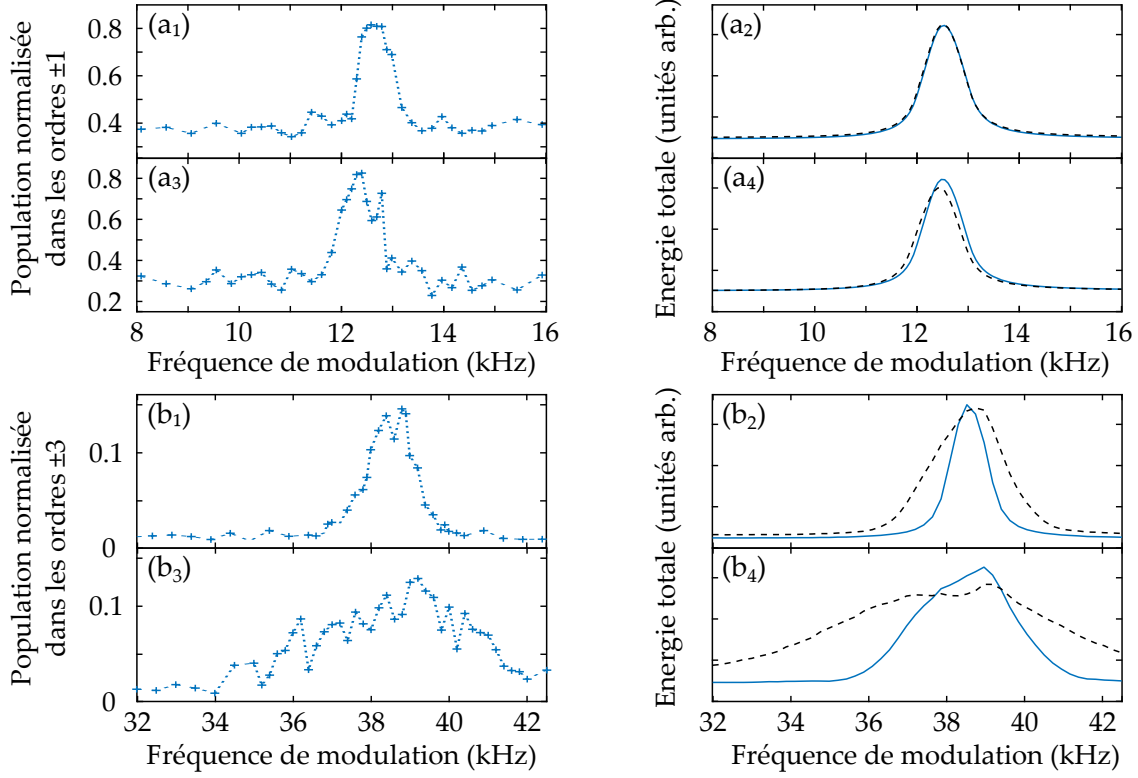 Population normalisée
dans les ordres ±1
(a₁)
0.8
0.6
0.4
(a₃)
0.8
0.6
0.4
0.2
8 10 12 14 16
Fréquence de modulation (kHz)
Energie totale (unités arb.)
(a₂)
(a₄)
8 10 12 14 16
Fréquence de modulation (kHz)
Population normalisée
dans les ordres ±3
(b₁)
0.1
0
(b₃)
0.1
0
32 34 36 38 40 42
Fréquence de modulation (kHz)
Energie totale (unités arb.)
(b₂)
(b₄)
32 34 36 38 40 42
Fréquence de modulation (kHz)